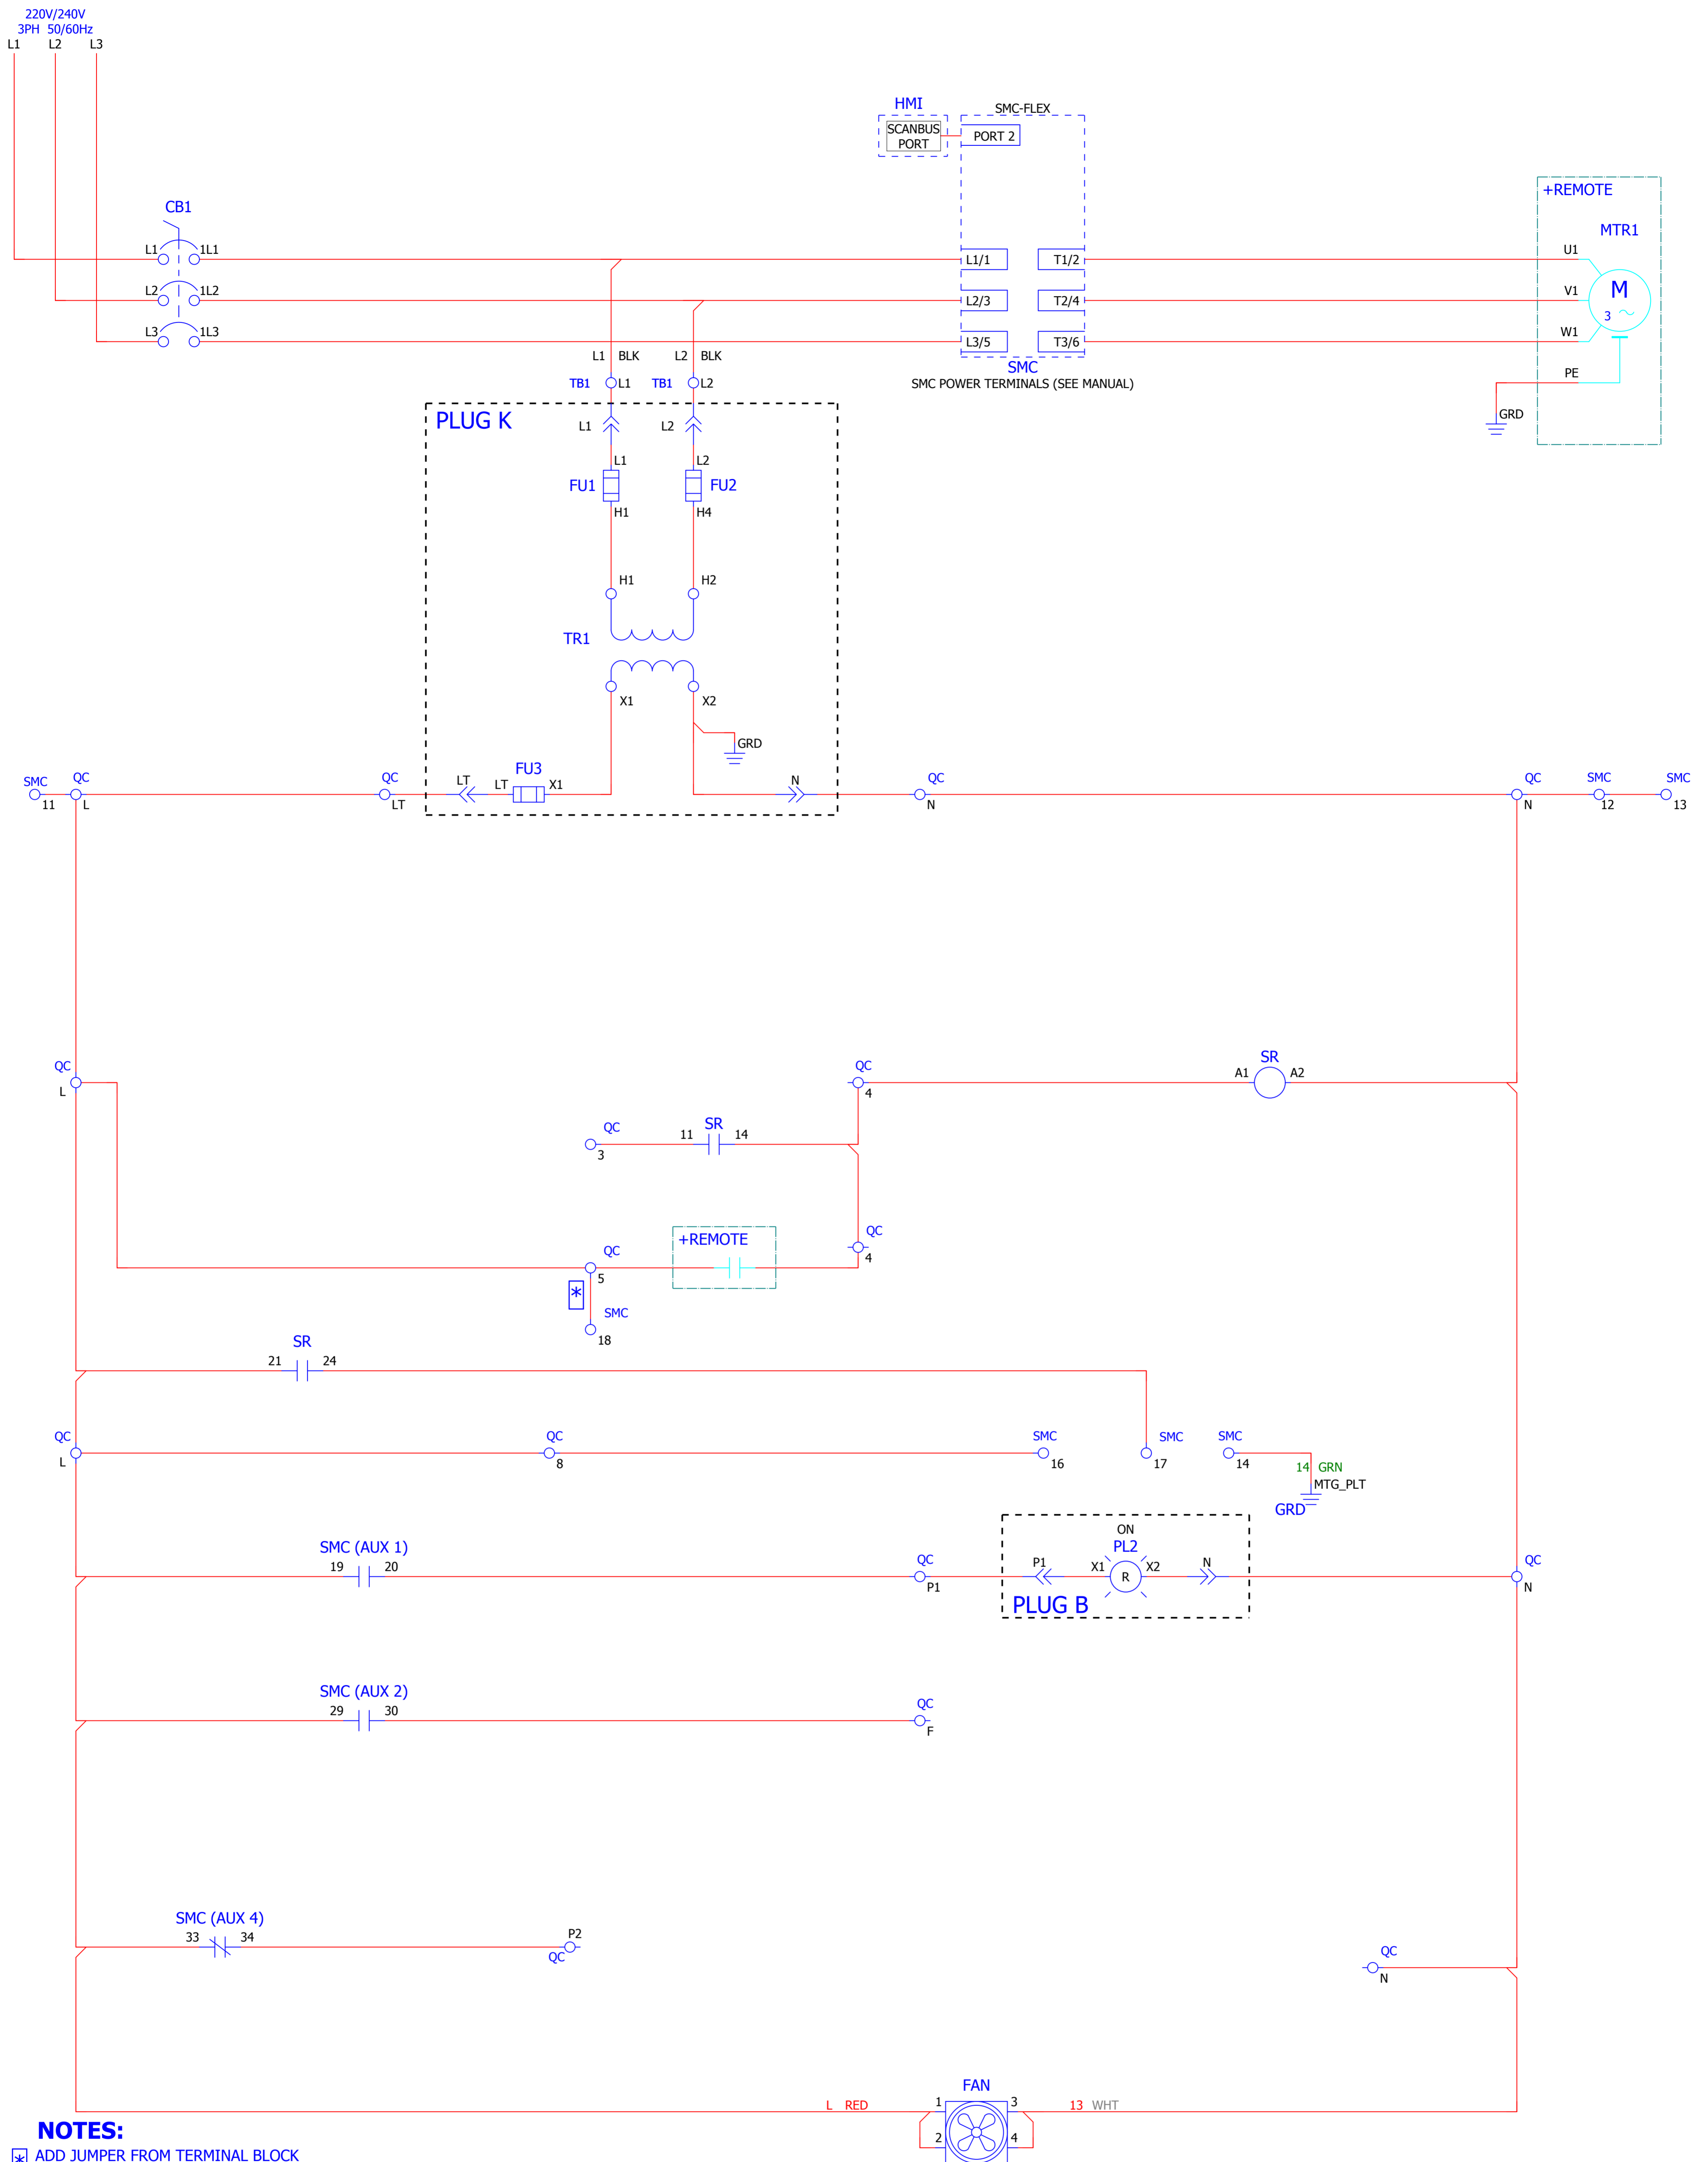 220V/240V
3PH 50/60Hz
L1 L2 L3
HMI
SMC-FLEX
SCANBUS
PORT
PORT 2
+REMOTE
CB1
MTR1
L1 1L1
L1/1 T1/2
U1
L2 1L2
L2/3 T2/4
V1
M
3
L3 1L3
L3/5 T3/6
W1
L1 BLK L2 BLK
SMC
SMC POWER TERMINALS (SEE MANUAL)
PE
TB1 L1 TB1 L2
GRD
PLUG K
L1 L2
L1 L2
FU1 FU2
H1 H4
H1 H2
TR1
X1 X2
GRD
SMC QC QC LT LT FU3 X1 N QC QC SMC SMC
11 L LT N N 12 13
QC QC SR
L 4 A1 A2
QC 11 SR 14
3
+REMOTE
QC QC
5 4
*
SMC
18
SR
21 24
QC QC SMC SMC SMC
L 8 16 17 14
14 GRN
MTG_PLT
GRD
ON
SMC (AUX 1) PL2
19 20 QC P1 X1 R X2 N QC
P1 N
PLUG B
SMC (AUX 2)
29 30 QC
F
SMC (AUX 4)
33 34 P2
QC
QC
N
FAN
L RED 1 3 13 WHT
2 4
NOTES:
* ADD JUMPER FROM TERMINAL BLOCK